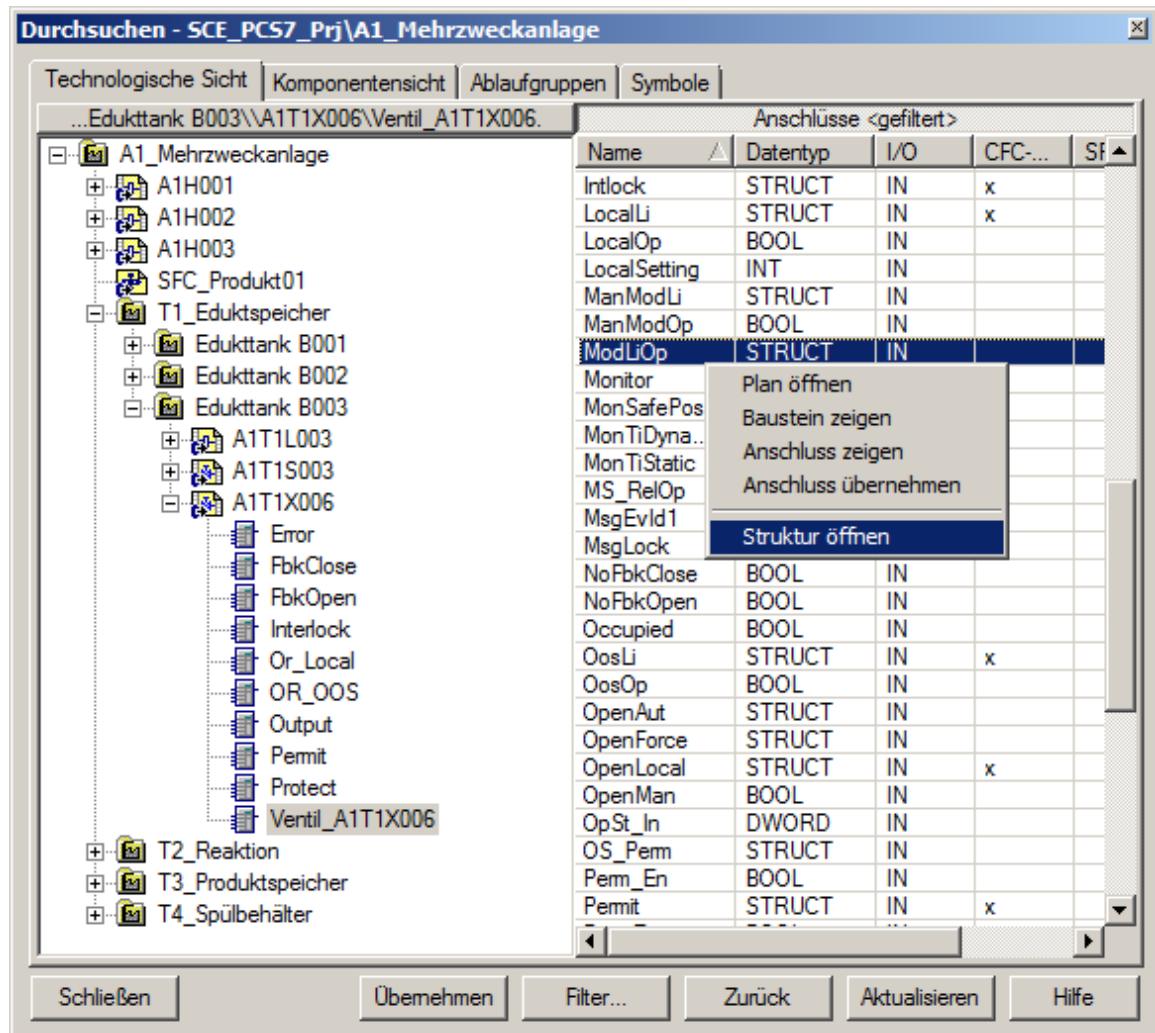 Durchsuchen - SCE_PCS7_Prj\A1_Mehrzweckanlage
Technologische Sicht Komponentensicht Ablaufgruppen Symbole
...Edukttank B003\\A1T1X006\Ventil_A1T1X006.
A1_Mehrzweckanlage
A1H001
A1H002
A1H003
SFC_Produkt01
T1_Eduktspeicher
Edukttank B001
Edukttank B002
Edukttank B003
A1T1L003
A1T1S003
A1T1X006
Error
FbkClose
FbkOpen
Interlock
Or_Local
OR_OOS
Output
Permit
Protect
Ventil_A1T1X006
T2_Reaktion
T3_Produktspeicher
T4_Spülbehälter
Anschlüsse <gefiltert>
Name Datentyp I/O CFC-...
Intlock STRUCT IN x
LocalLi STRUCT IN x
LocalOp BOOL IN
LocalSetting INT IN
ManModLi STRUCT IN
ManModOp BOOL IN
ModLiOp STRUCT IN
Monitor
MonSafePos
MonTiDyna...
MonTiStatic
MS_RelOp
MsgEvId1
MsgLock
NoFbkClose BOOL IN
NoFbkOpen BOOL IN
Occupied BOOL IN
OosLi STRUCT IN x
OosOp BOOL IN
OpenAut STRUCT IN
OpenForce STRUCT IN
OpenLocal STRUCT IN x
OpenMan BOOL IN
OpSt_In DWORD IN
OS_Perm STRUCT IN
Perm_En BOOL IN
Permit STRUCT IN x
Plan öffnen
Baustein zeigen
Anschluss zeigen
Anschluss übernehmen
Struktur öffnen
Schließen Übernehmen Filter... Zurück Aktualisieren Hilfe